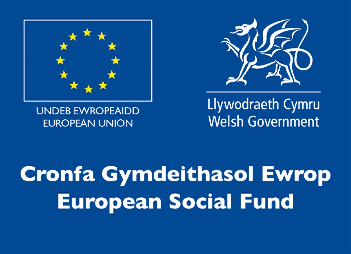 UNDEB EWROPEAIDD
EUROPEAN UNION
Llywodraeth Cymru
Welsh Government
Cronfa Gymdeithasol Ewrop
European Social Fund